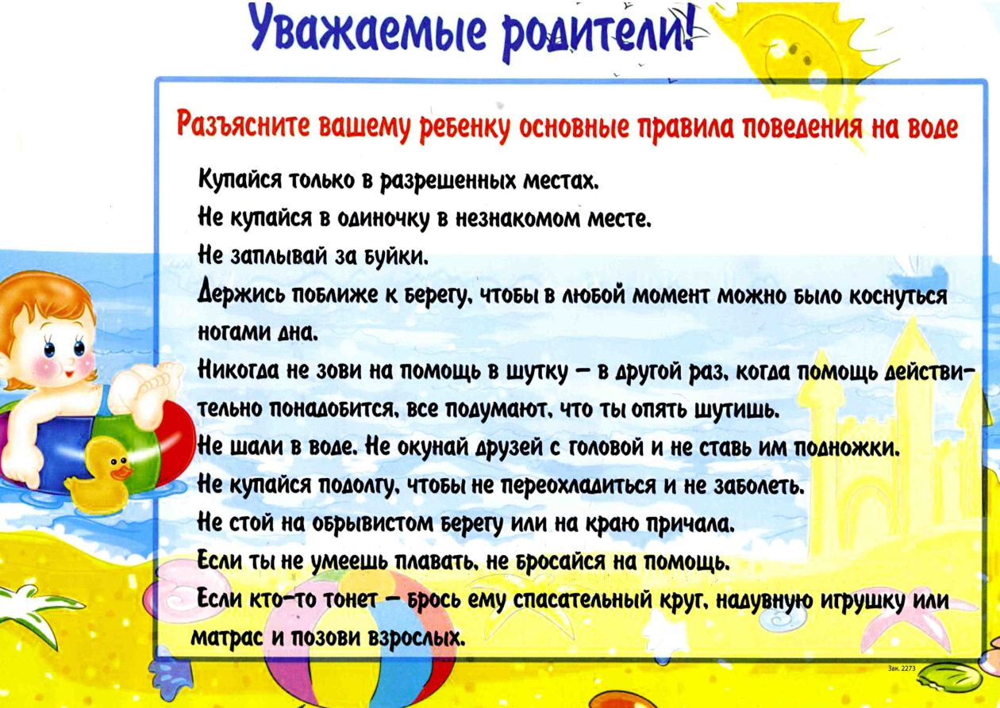 Уважаемые родители!
Разъясните вашему ребенку основные правила поведения на воде
Купайся только в разрешенных местах.
Не купайся в одиночку в незнакомом месте.
Не заплывай за буйки.
Держись поближе к берегу, чтобы в любой момент можно было коснуться
ногами дна.
Никогда не зови на помощь в шутку – в другой раз, когда помощь действи-
тельно понадобится, все подумают, что ты опять шутишь.
Не шали в воде. Не окунай друзей с головой и не ставь им подножки.
Не купайся подолгу, чтобы не переохладиться и не заболеть.
Не стой на обрывистом берегу или на краю причала.
Если ты не умеешь плавать, не бросайся на помощь.
Если кто-то тонет – брось ему спасательный круг, надувную игрушку или
матрас и позови взрослых.
Зак. 2273